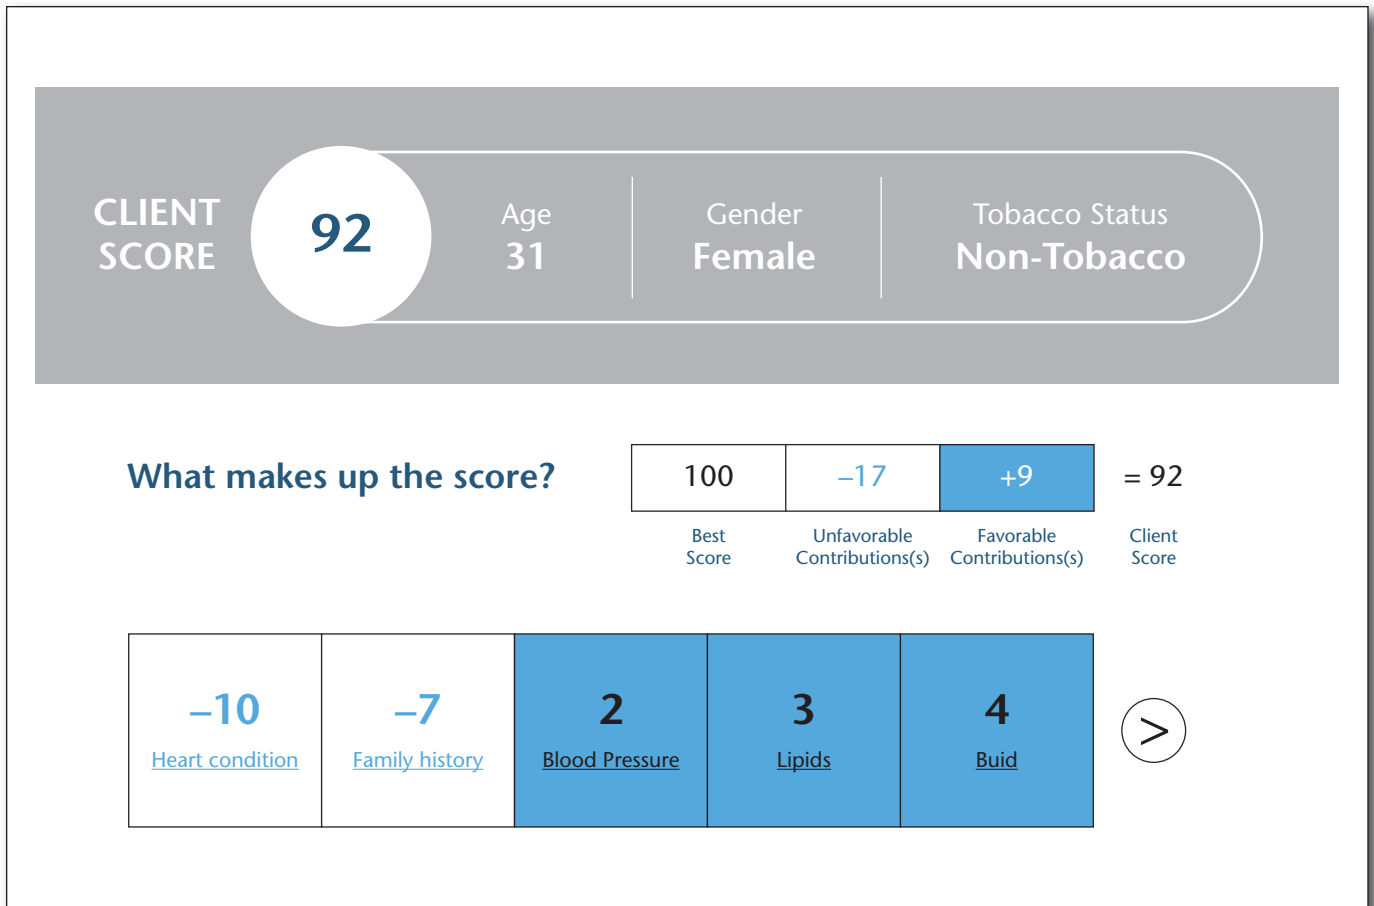 CLIENT
SCORE
92
Age
31
Gender
Female
Tobacco Status
Non-Tobacco
What makes up the score?
100
–17
+9
= 92
Best
Score
Unfavorable
Contributions(s)
Favorable
Contributions(s)
Client
Score
–10
Heart condition
–7
Family history
2
Blood Pressure
3
Lipids
4
Buid
>